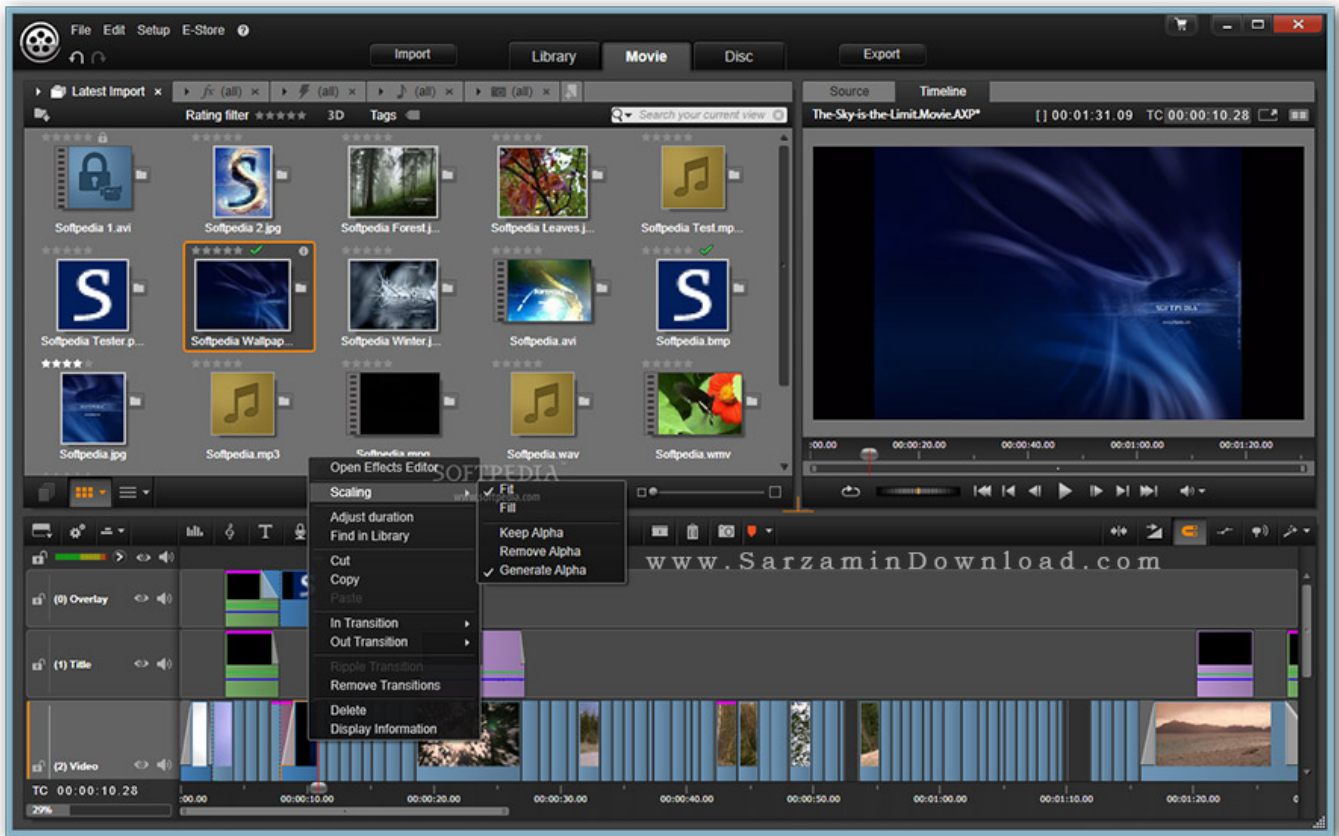 File Edit Setup E-Store
Import
Library
Movie
Disc
Export
Latest Import × fx (all) × (all) × (all) × (all) ×
Rating filter 3D Tags
Search your current view
Softpedia 1.avi
Softpedia 2.jpg
Softpedia Forest.j...
Softpedia Leaves.j...
Softpedia Test.mp...
Softpedia Tester.p...
Softpedia Wallpap...
Softpedia Winter.j...
Softpedia.avi
Softpedia.bmp
Softpedia.jpg
Softpedia.mp3
Softpedia.wav
Softpedia.wmv
Source
Timeline
The-Sky-is-the-Limit.Movie.AXP*
[] 00:01:31.09 TC 00:00:10.28
SOFTPEDIA
:00.00 00:00:20.00 00:00:40.00 00:01:00.00 00:01:20.00
Open Effects Editor
SOFTPEDIA
www.softpedia.com
Scaling
Adjust duration
Find in Library
Cut
Copy
Paste
In Transition
Out Transition
Ripple Transition
Remove Transitions
Delete
Display Information
Fit
Fill
Keep Alpha
Remove Alpha
Generate Alpha
www.SarzaminDownload.com
(0) Overlay
(1) Title
(2) Video
TC 00:00:10.28
29%
:00.00 00:00:10.00 00:00:20.00 00:00:30.00 00:00:40.00 00:00:50.00 00:01:00.00 00:01:10.00 00:01:20.00